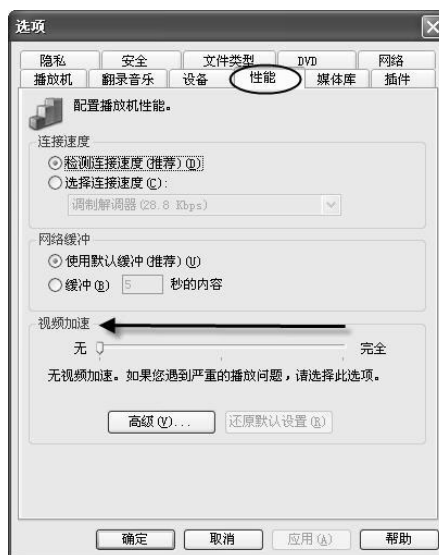 选项
隐私 安全 文件类型 DVD 网络
播放机 翻录音乐 设备 性能 媒体库 插件
配置播放机性能。
连接速度
检测连接速度(推荐)(D)
选择连接速度(C):
调制解调器(28.8 Kbps)
网络缓冲
使用默认缓冲(推荐)(U)
缓冲(B) 5 秒的内容
视频加速
无 完全
无视频加速。如果您遇到严重的播放问题，请选择此选项。
高级(V)... 还原默认设置(R)
确定 取消 应用(A) 帮助